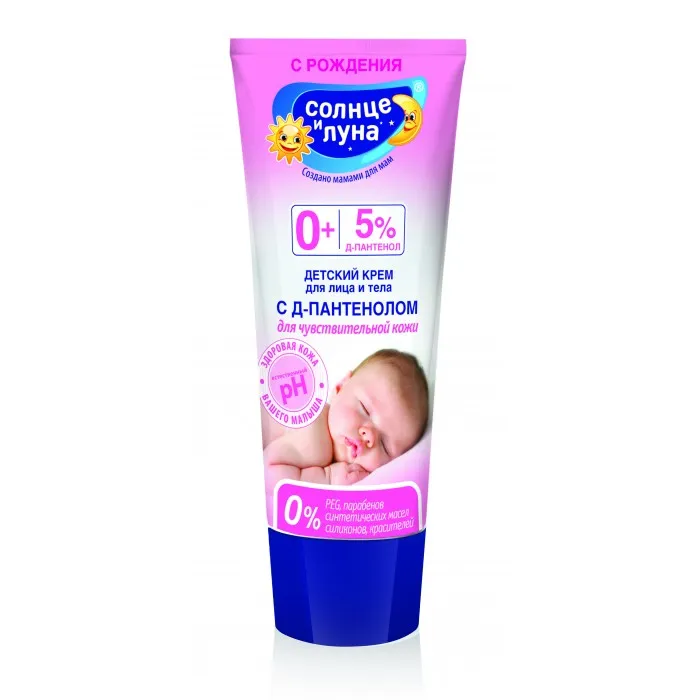 С РОЖДЕНИЯ
СОЛНЦЕ
И
ЛУНА
®
Создано мамами для мам
0+
5%
Д-ПАНТЕНОЛ
ДЕТСКИЙ КРЕМ
для лица и тела
С Д-ПАНТЕНОЛОМ
для чувствительной кожи
ЗДОРОВАЯ КОЖА
ЕСТЕСТВЕННЫЙ
pH
ВАШЕГО МАЛЫША
0%
PEG, парабенов
синтетических масел
силиконов, красителей